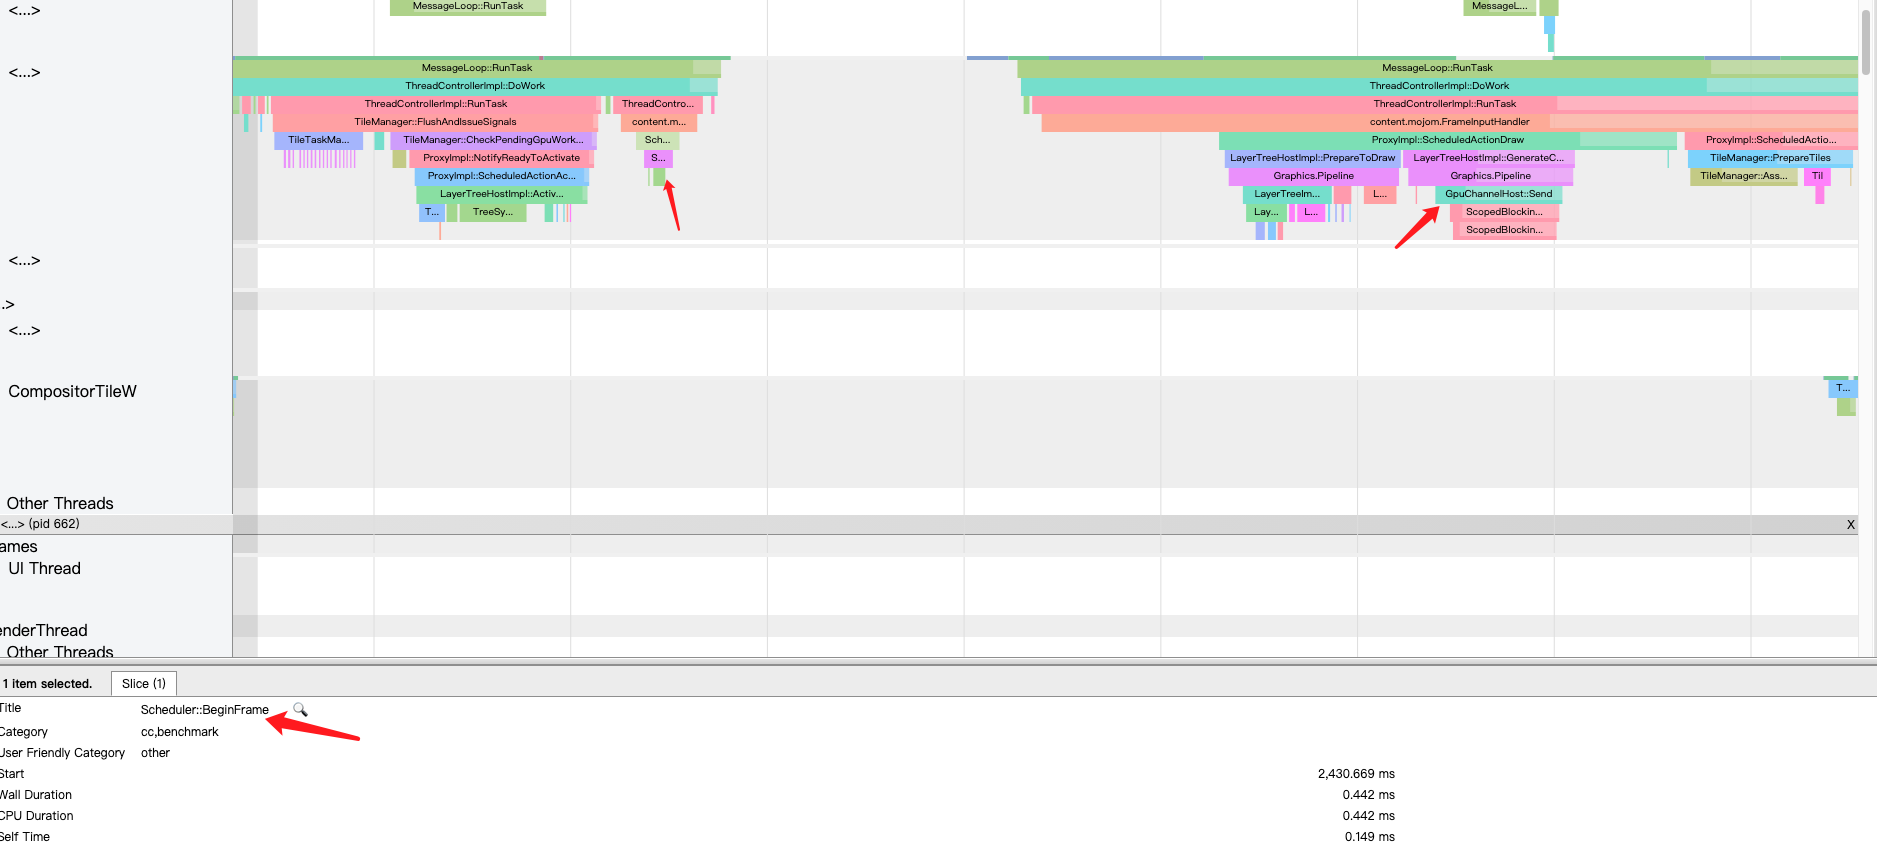 <...>
MessageLoop::RunTask
MessageL...
<...>
MessageLoop::RunTask
MessageLoop::RunTask
ThreadControllerImpl::DoWork
ThreadControllerImpl::DoWork
ThreadControllerImpl::RunTask
ThreadContro...
ThreadControllerImpl::RunTask
TileManager::FlushAndIssueSignals
content.m...
content.mojom.FrameInputHandler
TileTaskMa...
TileManager::CheckPendingGpuWork...
Sch...
ProxyImpl::ScheduledActionDraw
ProxyImpl::ScheduledActio...
ProxyImpl::NotifyReadyToActivate
S...
LayerTreeHostImpl::PrepareToDraw
LayerTreeHostImpl::GenerateC...
TileManager::PrepareTiles
ProxyImpl::ScheduledActionAc...
Graphics.Pipeline
Graphics.Pipeline
TileManager::Ass...
Til
LayerTreeHostImpl::Activ...
LayerTreeIm...
L...
GpuChannelHost::Send
T...
TreeSy...
Lay...
L...
ScopedBlockin...
ScopedBlockin...
<...>
.>
<...>
CompositorTileW
T...
Other Threads
<...> (pid 662)
X
ames
UI Thread
enderThread
Other Threads
1 item selected.
Slice (1)
Title
Scheduler::BeginFrame
Category
cc,benchmark
User Friendly Category
other
Start
2,430.669 ms
Wall Duration
0.442 ms
CPU Duration
0.442 ms
Self Time
0.149 ms